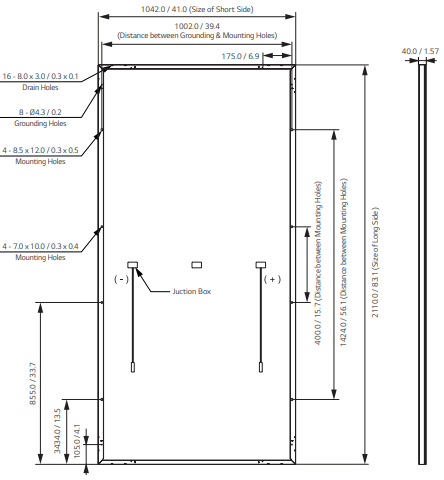 1042.0 / 41.0 (Size of Short Side)
1002.0 / 39.4
(Distance between Grounding & Mounting Holes)
175.0 / 6.9
40.0 / 1.57
16 - 8.0 x 3.0 / 0.3 x 0.1
Drain Holes
8 - Ø4.3 / 0.2
Grounding Holes
4 - 8.5 x 12.0 / 0.3 x 0.5
Mounting Holes
4 - 7.0 x 10.0 / 0.3 x 0.4
Mounting Holes
( - )
( + )
Juction Box
400.0 / 15.7 (Distance between Mounting Holes)
1424.0 / 56.1 (Distance between Mounting Holes)
2110.0 / 83.1 (Size of Long Side)
855.0 / 33.7
3434.0 / 13.5
105.0 / 4.1